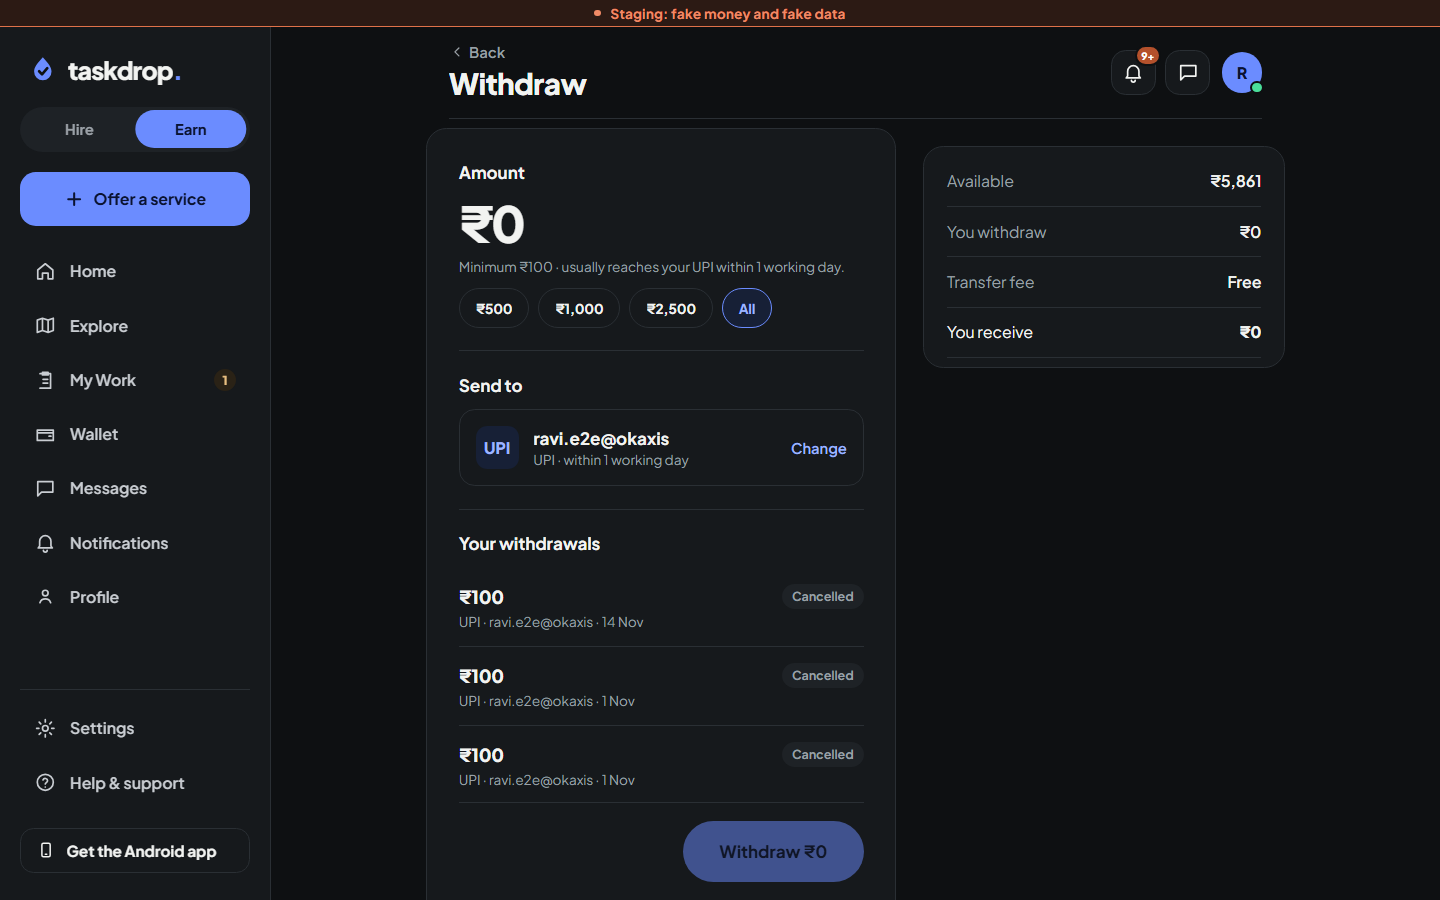 Staging: fake money and fake data
taskdrop.
Hire
Earn
+ Offer a service
Home
Explore
My Work
1
Wallet
Messages
Notifications
Profile
Settings
Help & support
Get the Android app
Back
Withdraw
9+
R
Amount
₹0
Minimum ₹100 · usually reaches your UPI within 1 working day.
₹500
₹1,000
₹2,500
All
Send to
UPI
ravi.e2e@okaxis
UPI · within 1 working day
Change
Your withdrawals
₹100
Cancelled
UPI · ravi.e2e@okaxis · 14 Nov
₹100
Cancelled
UPI · ravi.e2e@okaxis · 1 Nov
₹100
Cancelled
UPI · ravi.e2e@okaxis · 1 Nov
Withdraw ₹0
Available ₹5,861
You withdraw ₹0
Transfer fee Free
You receive ₹0